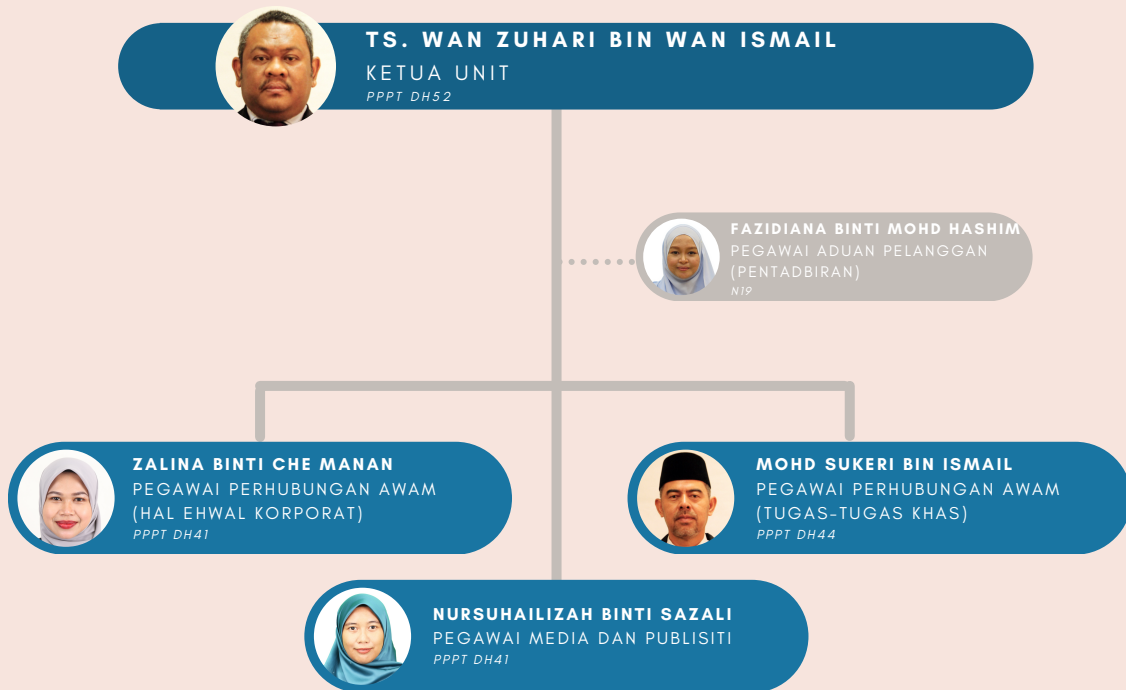 TS. WAN ZUHARI BIN WAN ISMAIL
KETUA UNIT
PPPT DH52
FAZIDIANA BINTI MOHD HASHIM
PEGAWAI ADUAN PELANGGAN
(PENTADBIRAN)
N19
ZALINA BINTI CHE MANAN
PEGAWAI PERHUBUNGAN AWAM
(HAL EHWAL KORPORAT)
PPPT DH41
MOHD SUKERI BIN ISMAIL
PEGAWAI PERHUBUNGAN AWAM
(TUGAS-TUGAS KHAS)
PPPT DH44
NURSUHAILIZAH BINTI SAZALI
PEGAWAI MEDIA DAN PUBLISITI
PPPT DH41